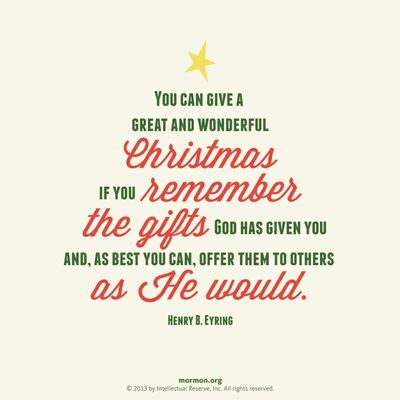 You can give a
great and wonderful
Christmas
if you remember
the gifts God has given you
and, as best you can, offer them to others
as He would.
Henry B. Eyring
mormon.org
© 2013 by Intellectual Reserve, Inc. All rights reserved.